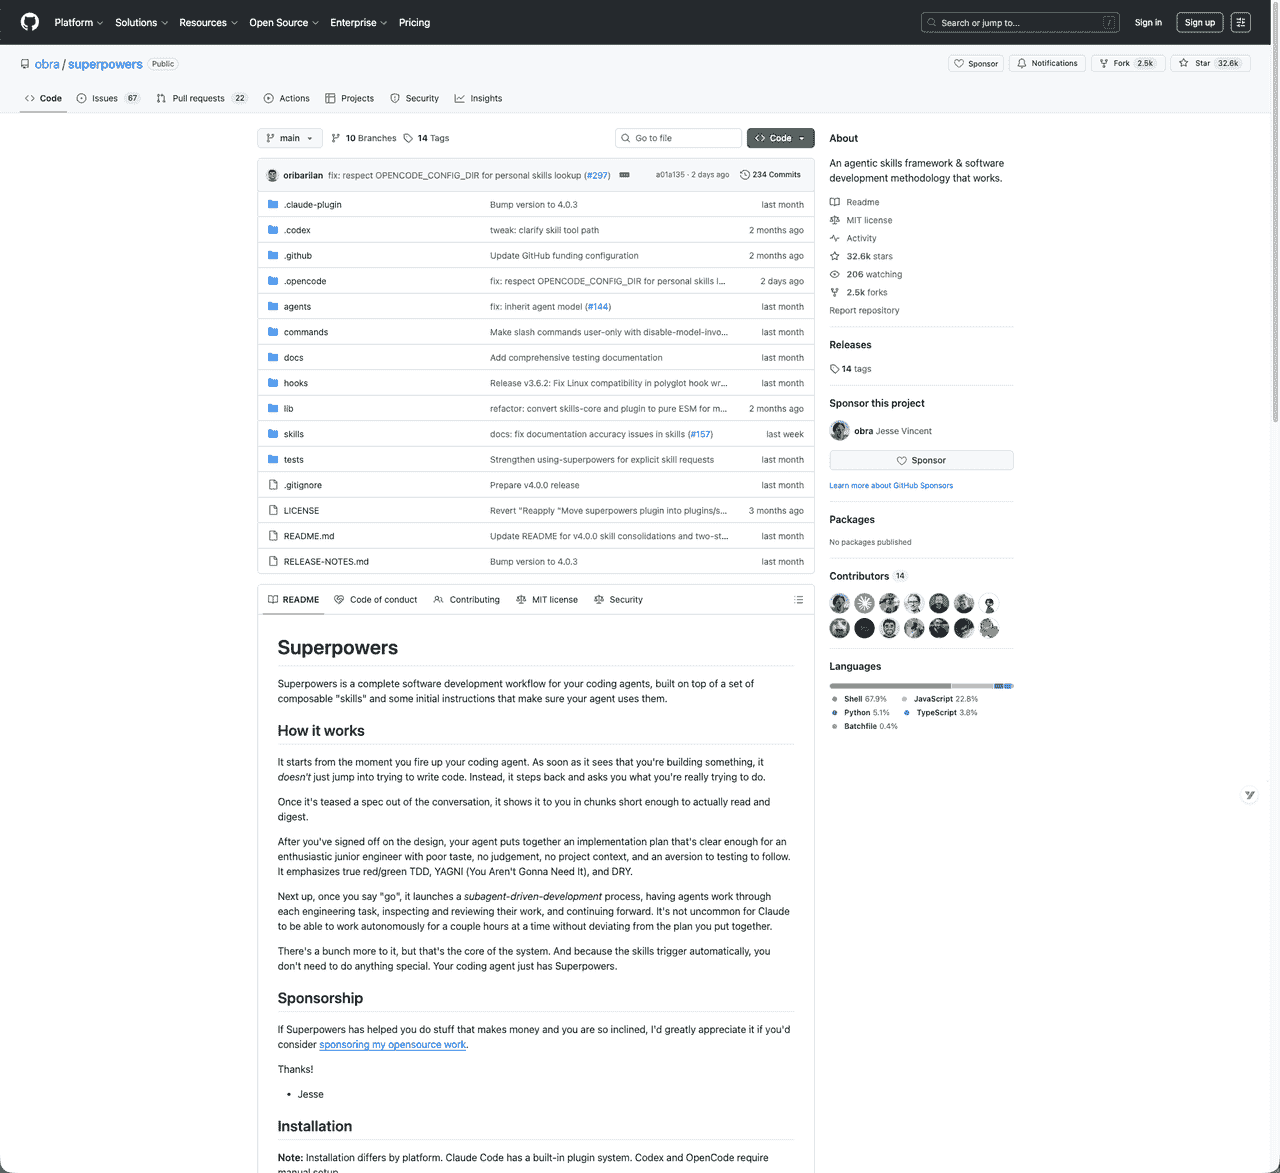 Platform Solutions Resources Open Source Enterprise Pricing Search or jump to... / Sign in Sign up
obra / superpowers Public Sponsor Notifications Fork 2.5k Star 32.6k
Code Issues 67 Pull requests 22 Actions Projects Security Insights
main 10 Branches 14 Tags Go to file Code
oribarilan fix: respect OPENCODE_CONFIG_DIR for personal skills lookup (#297) a01a135 · 2 days ago 234 Commits
.claude-plugin Bump version to 4.0.3 last month
.codex tweak: clarify skill tool path 2 months ago
.github Update GitHub funding configuration 2 months ago
.opencode fix: respect OPENCODE_CONFIG_DIR for personal skills l... 2 days ago
agents fix: inherit agent model (#144) last month
commands Make slash commands user-only with disable-model-invo... last month
docs Add comprehensive testing documentation last month
hooks Release v3.6.2: Fix Linux compatibility in polyglot hook wr... last month
lib refactor: convert skills-core and plugin to pure ESM for m... 2 months ago
skills docs: fix documentation accuracy issues in skills (#157) last week
tests Strengthen using-superpowers for explicit skill requests last month
.gitignore Prepare v4.0.0 release last month
LICENSE Revert "Reapply "Move superpowers plugin into plugins/s... 3 months ago
README.md Update README for v4.0.0 skill consolidations and two-st... last month
RELEASE-NOTES.md Bump version to 4.0.3 last month
README Code of conduct Contributing MIT license Security
Superpowers
Superpowers is a complete software development workflow for your coding agents, built on top of a set of
composable "skills" and some initial instructions that make sure your agent uses them.
How it works
It starts from the moment you fire up your coding agent. As soon as it sees that you're building something, it
doesn't just jump into trying to write code. Instead, it steps back and asks you what you're really trying to do.
Once it's teased a spec out of the conversation, it shows it to you in chunks short enough to actually read and
digest.
After you've signed off on the design, your agent puts together an implementation plan that's clear enough for an
enthusiastic junior engineer with poor taste, no judgement, no project context, and an aversion to testing to follow.
It emphasizes true red/green TDD, YAGNI (You Aren't Gonna Need It), and DRY.
Next up, once you say "go", it launches a subagent-driven-development process, having agents work through
each engineering task, inspecting and reviewing their work, and continuing forward. It's not uncommon for Claude
to be able to work autonomously for a couple hours at a time without deviating from the plan you put together.
There's a bunch more to it, but that's the core of the system. And because the skills trigger automatically, you
don't need to do anything special. Your coding agent just has Superpowers.
Sponsorship
If Superpowers has helped you do stuff that makes money and you are so inclined, I'd greatly appreciate it if you'd
consider sponsoring my opensource work.
Thanks!
• Jesse
Installation
Note: Installation differs by platform. Claude Code has a built-in plugin system. Codex and OpenCode require
manual setup.
About
An agentic skills framework & software
development methodology that works.
Readme
MIT license
Activity
32.6k stars
206 watching
2.5k forks
Report repository
Releases
14 tags
Sponsor this project
obra Jesse Vincent
Sponsor
Learn more about GitHub Sponsors
Packages
No packages published
Contributors 14
Languages
Shell 67.9% JavaScript 22.8%
Python 5.1% TypeScript 3.8%
Batchfile 0.4%